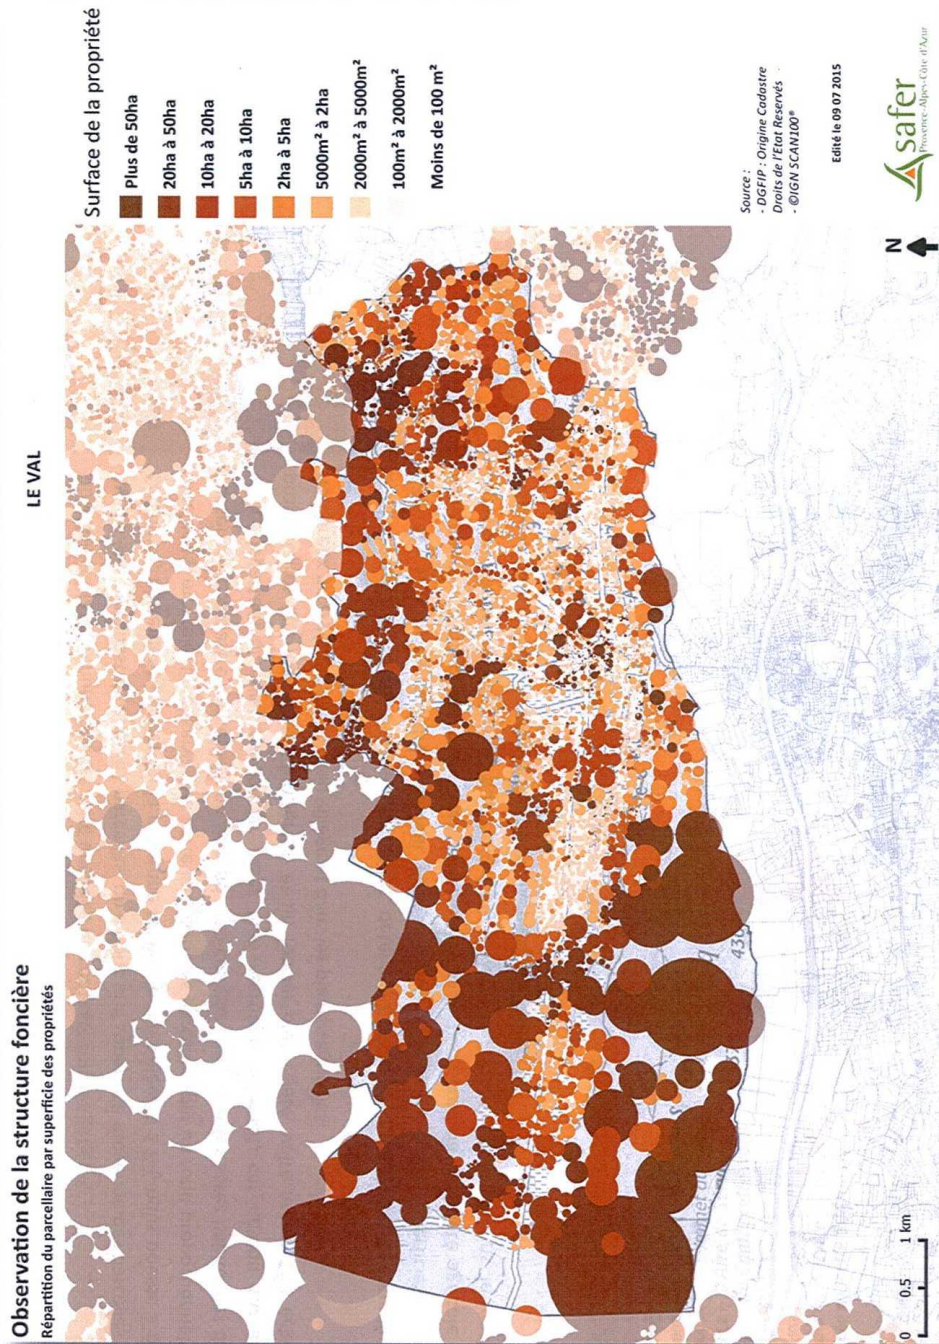 Observation de la structure foncière
Répartition du parcellaire par superficie des propriétés
LE VAL
Surface de la propriété
Plus de 50ha
20ha à 50ha
10ha à 20ha
5ha à 10ha
2ha à 5ha
5000m² à 2ha
2000m² à 5000m²
100m² à 2000m²
Moins de 100 m²
Source :
- DGFIP : Origine Cadastre
Droits de l'Etat Reservés
- ©IGN SCAN100®
Edité le 09 07 2015
safer
Provence-Alpes-Côte d'Azur
N
0 0.5 1 km
430